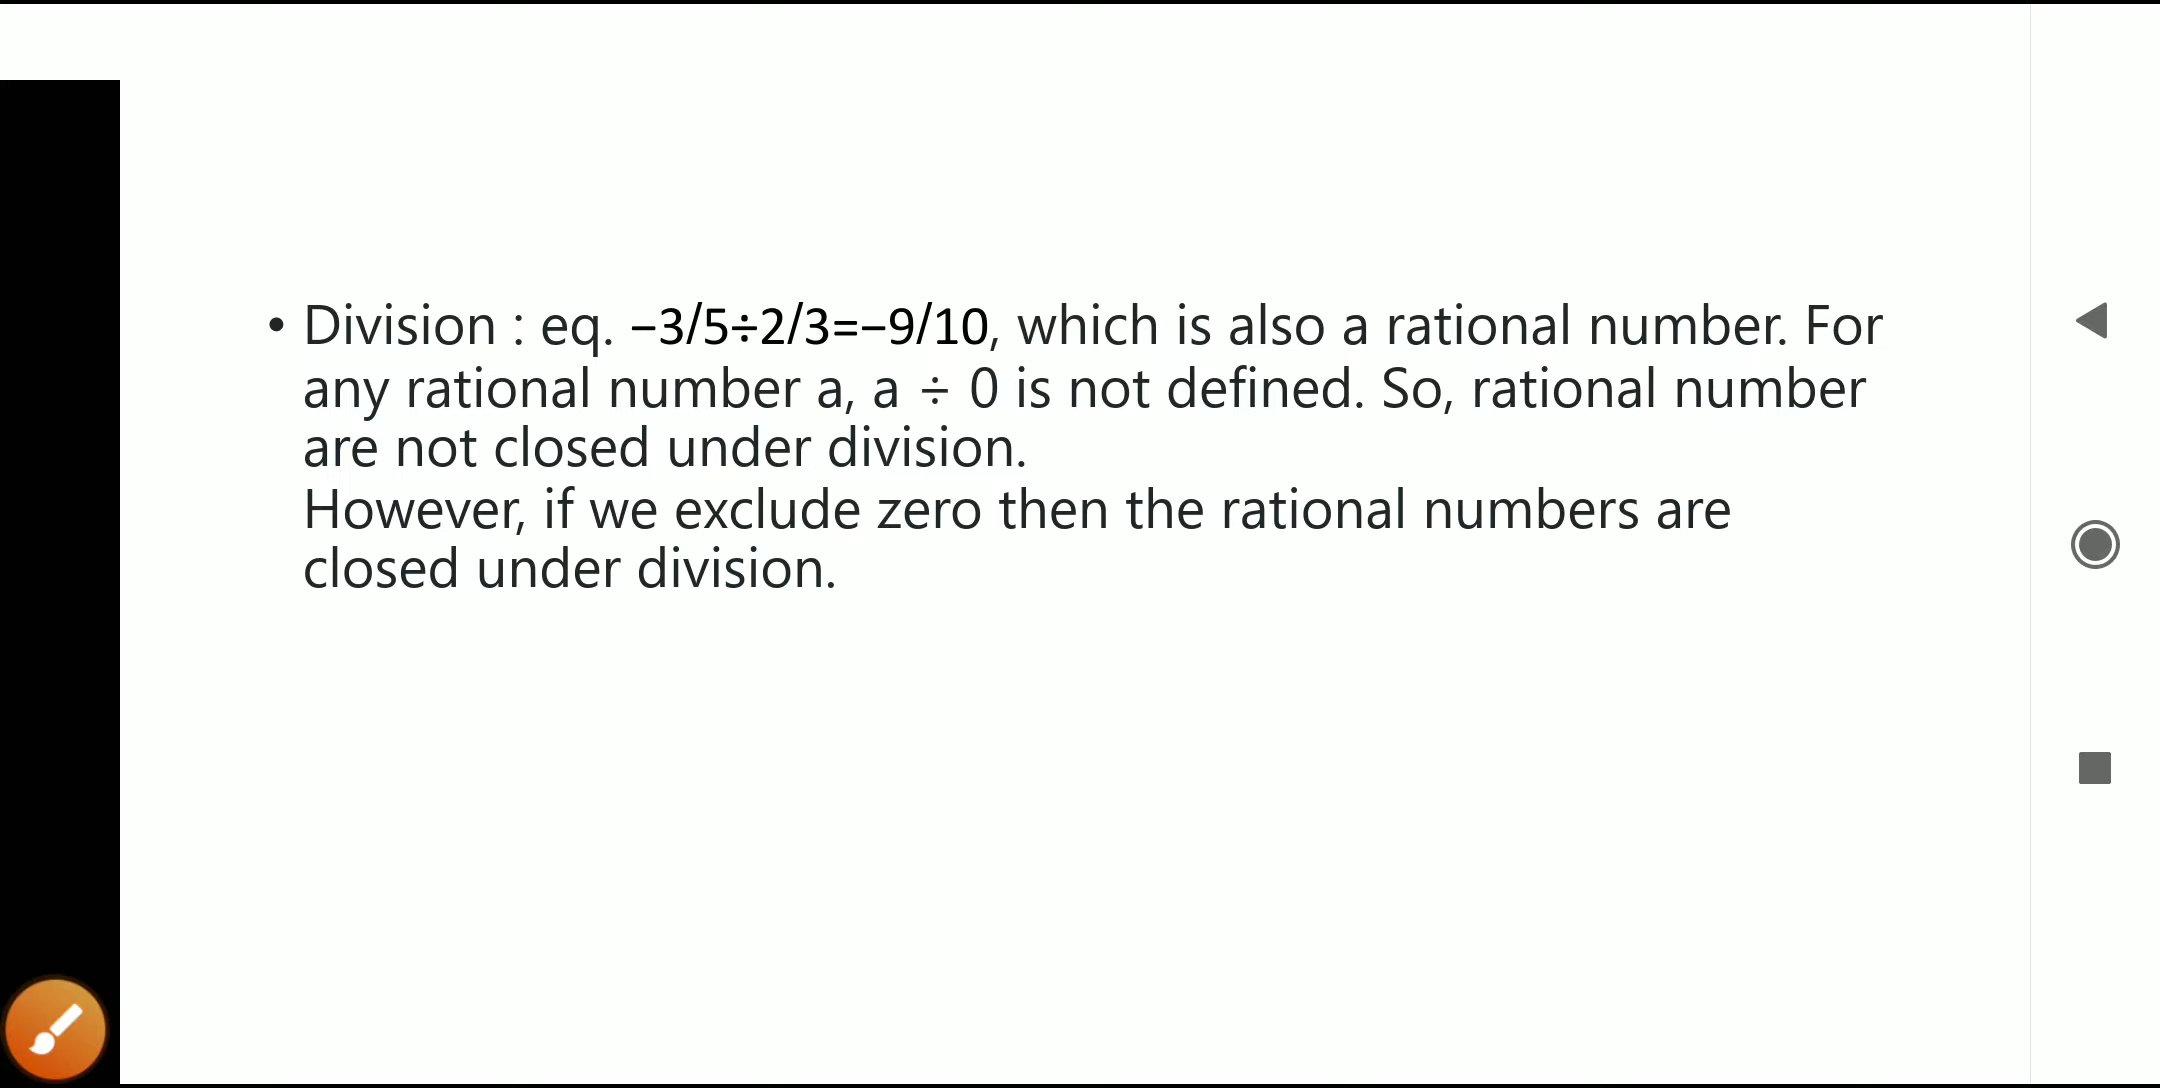 • Division : eq. −3/5÷2/3=−9/10, which is also a rational number. For
any rational number a, a ÷ 0 is not defined. So, rational number
are not closed under division.
However, if we exclude zero then the rational numbers are
closed under division.